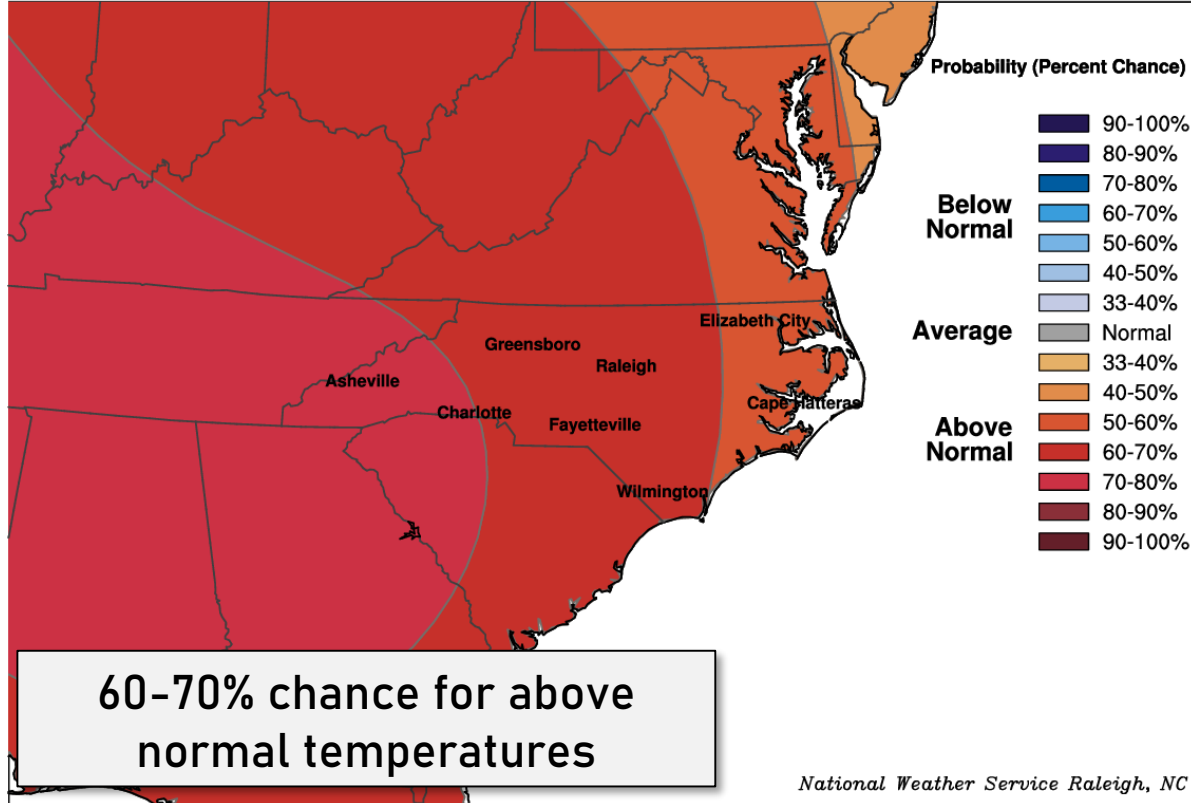 Probability (Percent Chance)
90-100%
80-90%
70-80%
Below
Normal
60-70%
50-60%
40-50%
33-40%
Average
Normal
33-40%
40-50%
Above
Normal
50-60%
60-70%
70-80%
80-90%
90-100%
Elizabeth City
Greensboro
Raleigh
Asheville
Cape Hatteras
Charlotte
Fayetteville
Wilmington
60-70% chance for above
normal temperatures
National Weather Service Raleigh, NC